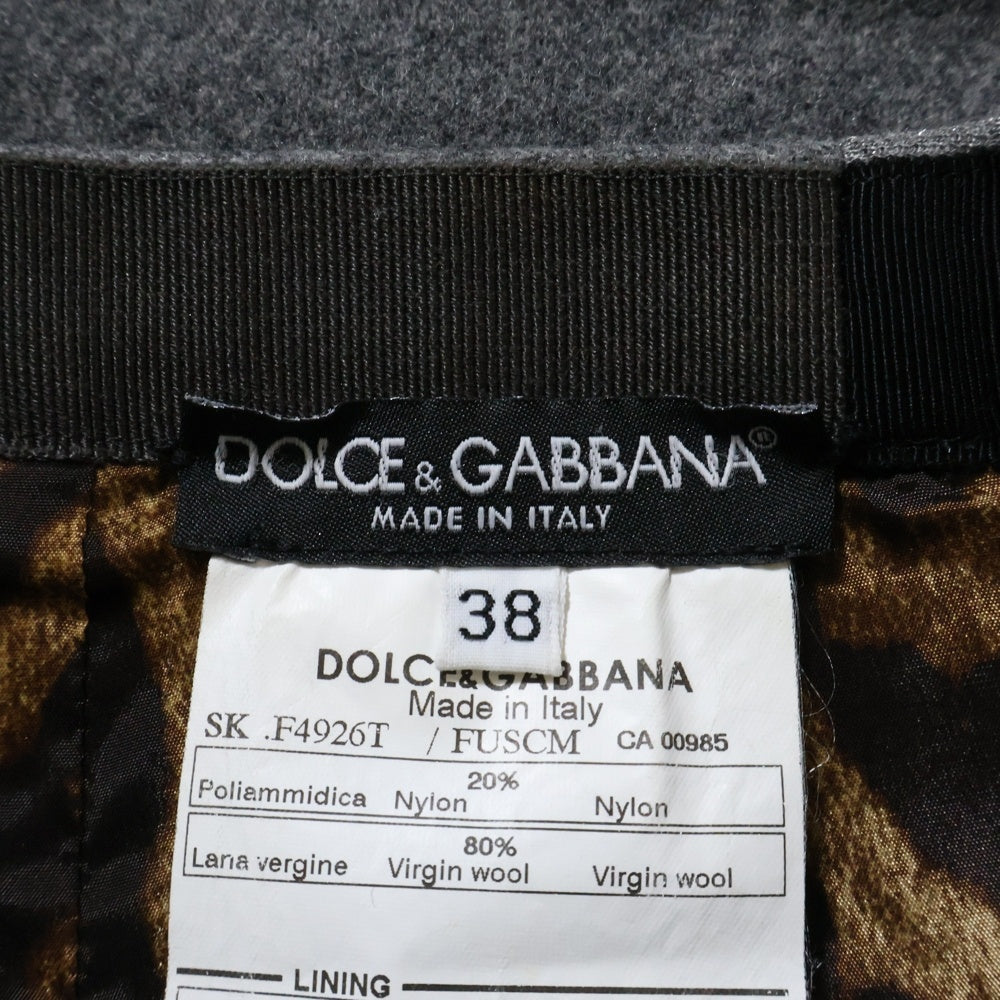 DOLCE & GABBANA®
MADE IN ITALY
38
DOLCE&GABBANA
Made in Italy
SK .F4926T / FUSCM CA 00985
20%
Poliammidica Nylon Nylon
80%
Lana vergine Virgin wool Virgin wool
LINING